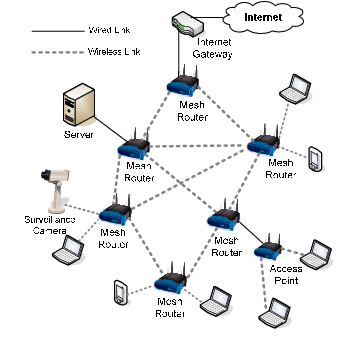 Internet
Wired Link
Wireless Link
Internet
Gateway
Mesh
Router
Server
Mesh
Router
Mesh
Router
Surveillance
Camera
Mesh
Router
Mesh
Router
Access
Point
Mesh
Router